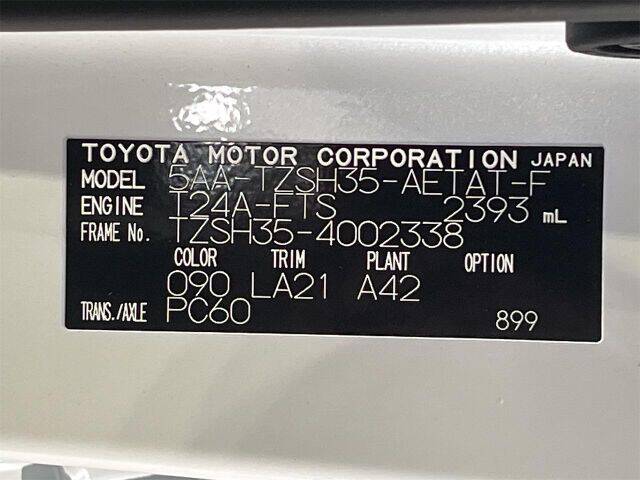 TOYOTA MOTOR CORPORATION JAPAN
MODEL 5AA-TZSH35-AETAT-F
ENGINE T24A-FTS 2393 mL
FRAME No. TZSH35-4002338
COLOR TRIM PLANT OPTION
090 LA21 A42
TRANS./AXLE PC60 899